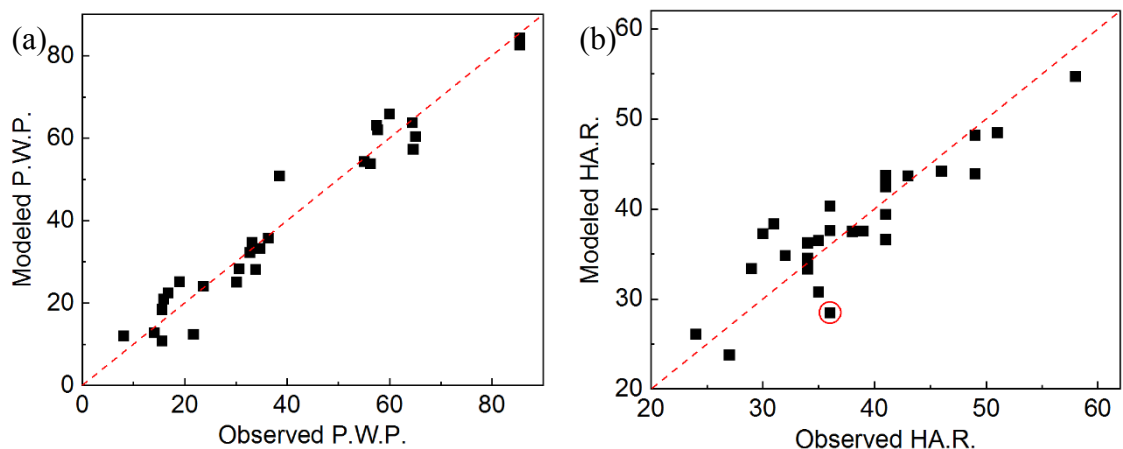 (a)
Modeled P.W.P.
80
60
40
20
0
0 20 40 60 80
Observed P.W.P.
(b)
Modeled HA.R.
60
50
40
30
20
20 30 40 50 60
Observed HA.R.